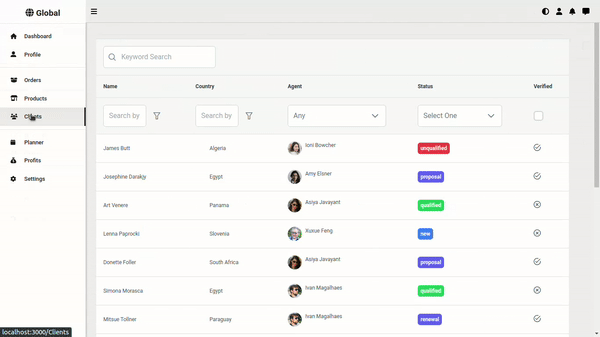 Global
Dashboard
Profile
Orders
Products
Clients
Planner
Profits
Settings
Keyword Search
Name Country Agent Status Verified
Search by Search by Any Select One
James Butt Algeria Ioni Bowcher unqualified
Josephine Darakjy Egypt Amy Elsner proposal
Art Venere Panama Asiya Javayant qualified
Lenna Paprocki Slovenia Xuxue Feng new
Donette Foller South Africa Asiya Javayant proposal
Simona Morasca Egypt Ivan Magalhaes qualified
Mitsue Tollner Paraguay Ivan Magalhaes renewal
localhost:3000/Clients